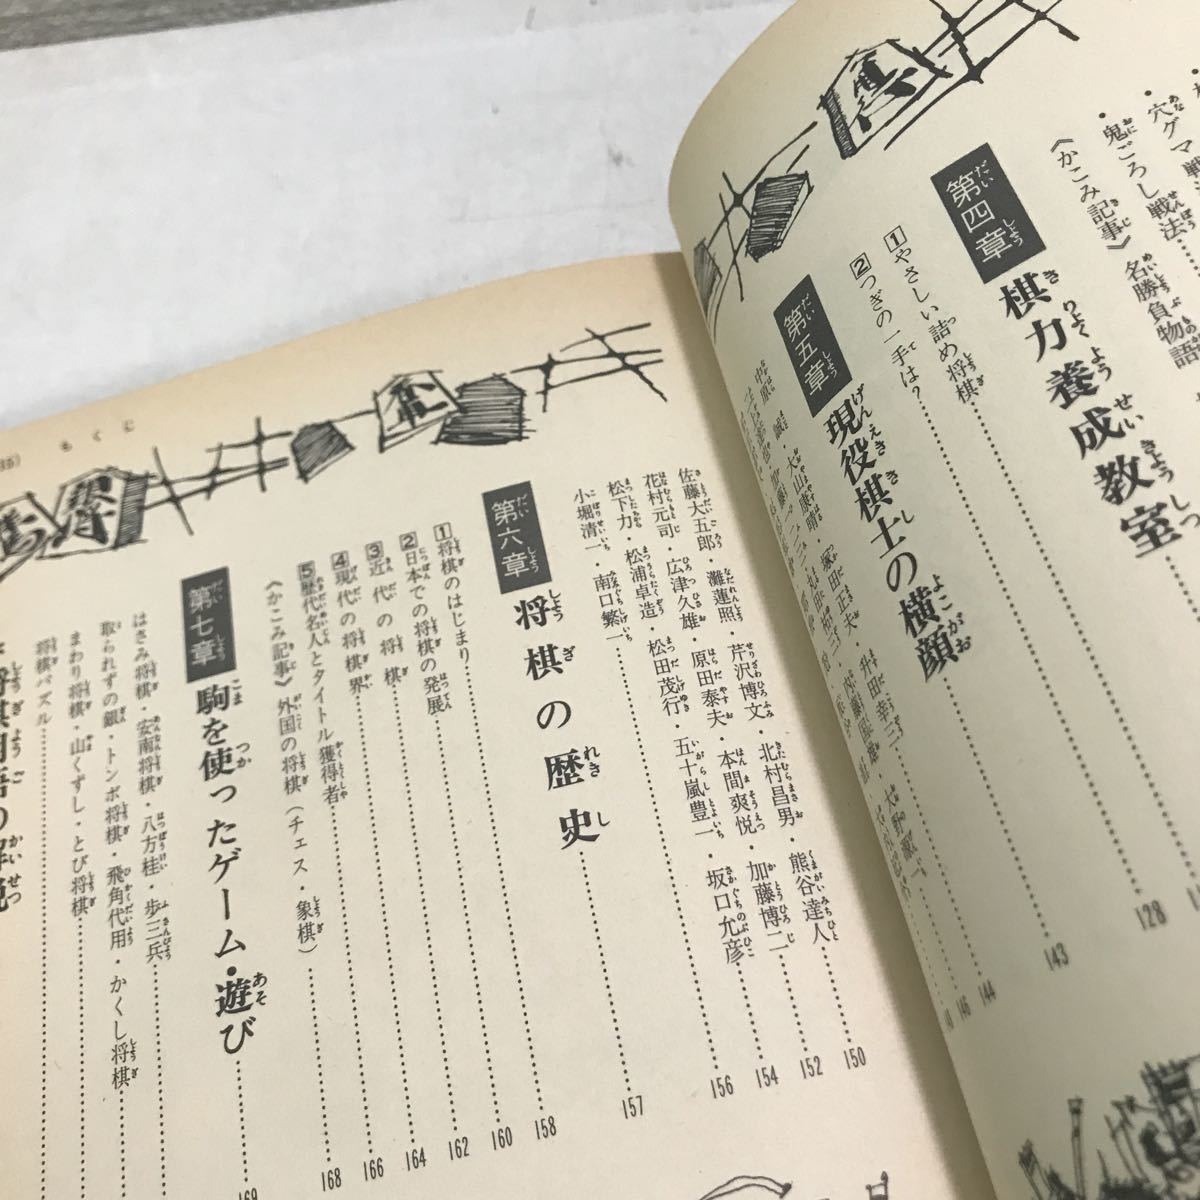 穴グマ戦法
鬼ごろし戦法
《かこみ記事》名勝負物語
第四章 棋力養成教室 128
1 やさしい詰め将棋
2 つぎの一手は？
第五章 現役棋士の横顔 143
144
146
佐藤大五郎・灘蓮照・芹沢博文・北村昌男・熊谷達人 150
花村元司・広津久雄・原田泰夫・本間爽悦・加藤博二 152
松下力・松浦卓造・松田茂行・五十嵐豊一・坂口允彦 154
小堀清一・南口繁一 156
第六章 将棋の歴史 157
1 将棋のはじまり 158
2 日本での将棋の発展 160
3 近代の将棋 162
4 現代の将棋界 164
5 歴代名人とタイトル獲得者 166
《かこみ記事》外国の将棋（チェス・象棋） 168
第七章 駒を使ったゲーム・遊び 169
はさみ将棋・安南将棋・八方桂・歩三兵
取られずの銀・トンボ将棋・飛角代用・かくし将棋
まわり将棋・山くずし・とび将棋
将棋パズル
もくじ